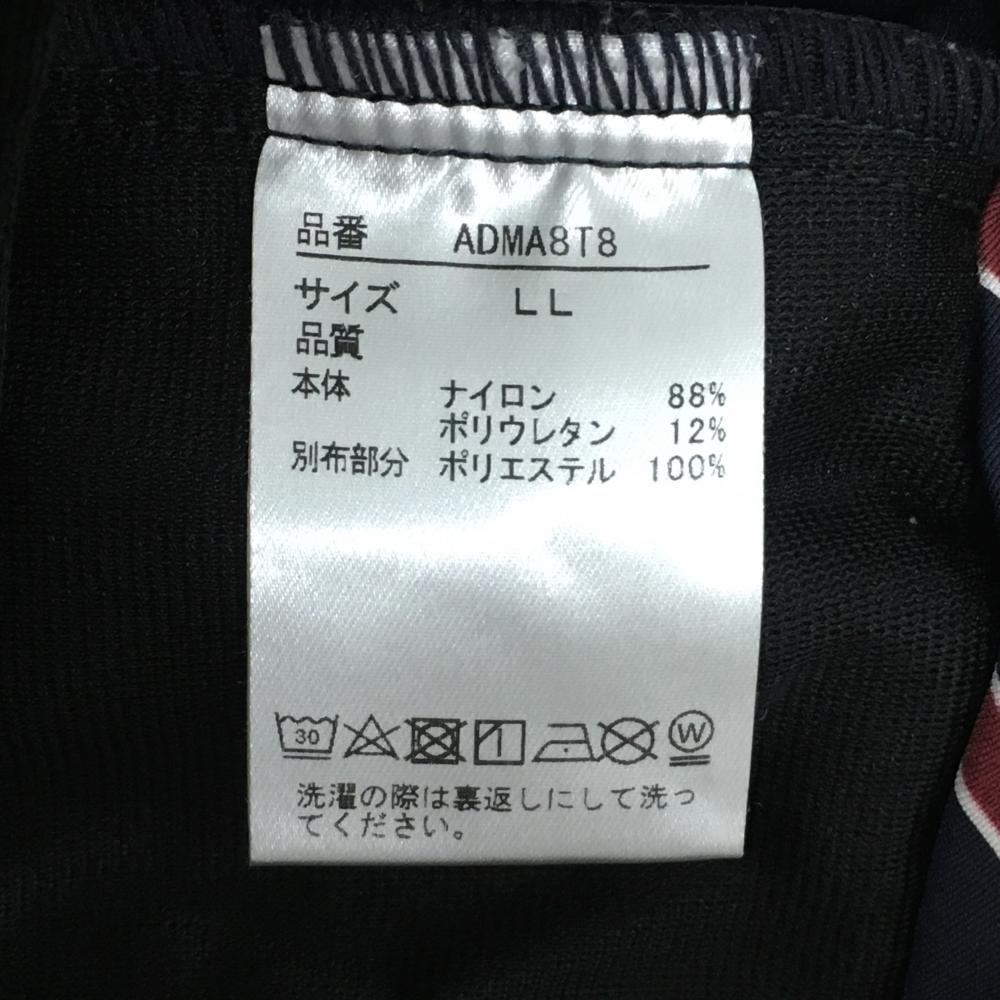 品番 ADMA8T8
サイズ LL
品質
本体 ナイロン 88%
ポリウレタン 12%
別布部分 ポリエステル 100%
30 W
洗濯の際は裏返しにして洗っ
てください。